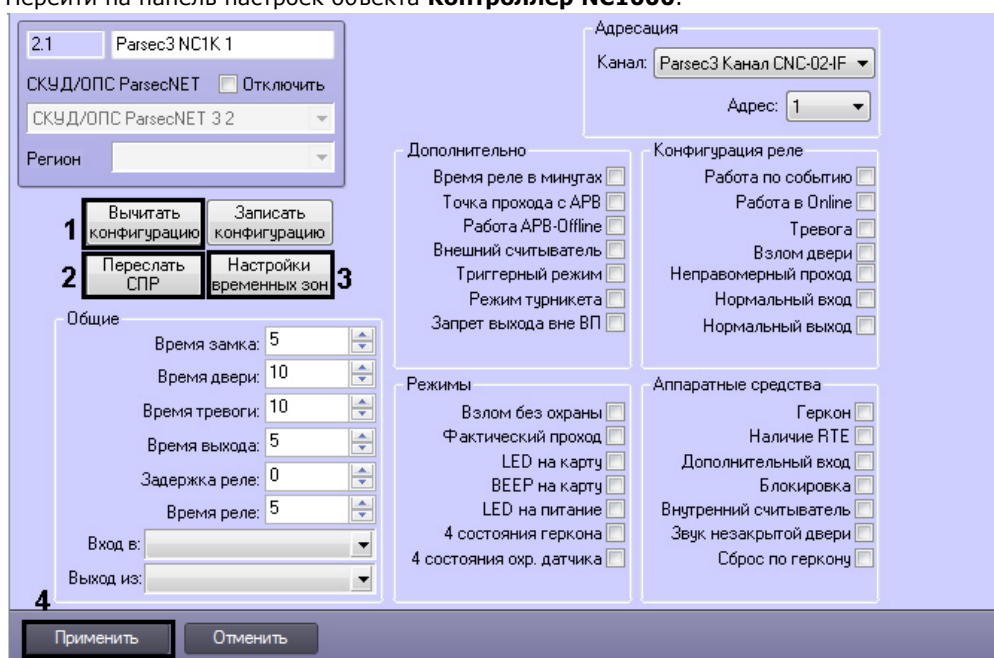 Перейти на панель настроек объекта Контроллер NC1000.
2.1 Parsec3 NC1K 1
СКУД/ОПС ParsecNET Отключить
СКУД/ОПС ParsecNET 3 2
Регион
Адресация
Канал: Parsec3 Канал CNC-02-IF
Адрес: 1
1 Вычитать конфигурацию
Записать конфигурацию
2 Переслать СПР
Настройки временных зон 3
Общие
Время замка: 5
Время двери: 10
Время тревоги: 10
Время выхода: 5
Задержка реле: 0
Время реле: 5
Вход в:
Выход из:
Дополнительно
Время реле в минутах
Точка прохода с APB
Работа APB-Offline
Внешний считыватель
Триггерный режим
Режим турникета
Запрет выхода вне ВП
Конфигурация реле
Работа по событию
Работа в Online
Тревога
Взлом двери
Неправомерный проход
Нормальный вход
Нормальный выход
Режимы
Взлом без охраны
Фактический проход
LED на карту
BEEP на карту
LED на питание
4 состояния геркона
4 состояния охр. датчика
Аппаратные средства
Геркон
Наличие RTE
Дополнительный вход
Блокировка
Внутренний считыватель
Звук незакрытой двери
Сброс по геркону
4
Применить Отменить